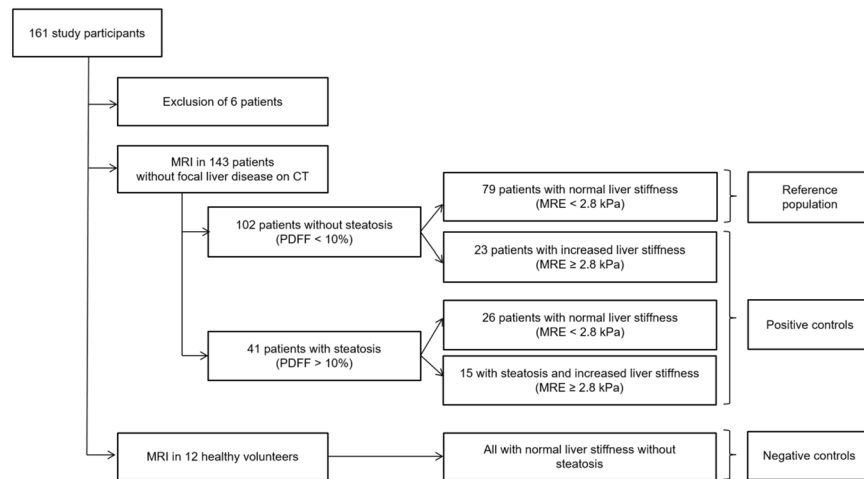 161 study participants
Exclusion of 6 patients
MRI in 143 patients
without focal liver disease on CT
79 patients with normal liver stiffness
(MRE < 2.8 kPa)
Reference
population
102 patients without steatosis
(PDFF < 10%)
23 patients with increased liver stiffness
(MRE ≥ 2.8 kPa)
26 patients with normal liver stiffness
(MRE < 2.8 kPa)
Positive controls
41 patients with steatosis
(PDFF > 10%)
15 with steatosis and increased liver stiffness
(MRE ≥ 2.8 kPa)
MRI in 12 healthy volunteers
All with normal liver stiffness without
steatosis
Negative controls